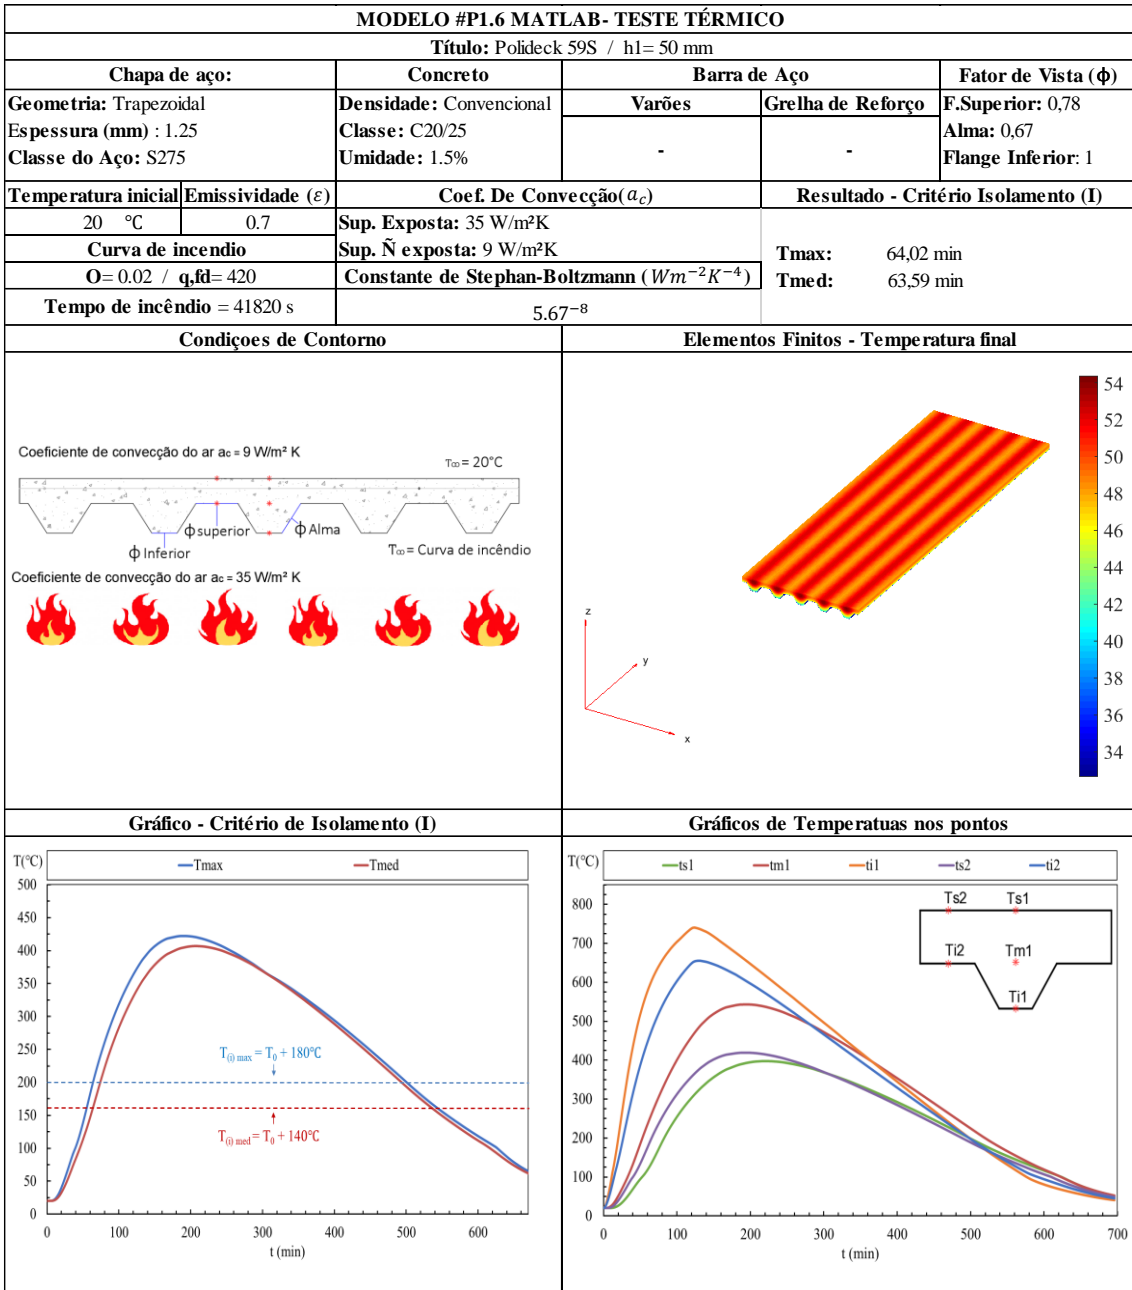 MODELO #P1.6 MATLAB- TESTE TÉRMICO
Título: Polideck 59S / h1= 50 mm
Chapa de aço:
Concreto
Barra de Aço
Fator de Vista (ϕ)
Geometria: Trapezoidal
Espessura (mm) : 1.25
Classe do Aço: S275
Densidade: Convencional
Classe: C20/25
Umidade: 1.5%
Varões
Grelha de Reforço
-
-
F.Superior: 0,78
Alma: 0,67
Flange Inferior: 1
Temperatura inicial
Emissividade (ε)
Coef. De Convecção(a_c)
Resultado - Critério Isolamento (I)
20 °C
0.7
Sup. Exposta: 35 W/m²K
Sup. Ñ exposta: 9 W/m²K
Curva de incendio
O= 0.02 / q,fd= 420
Constante de Stephan-Boltzmann (Wm⁻²K⁻⁴)
Tempo de incêndio = 41820 s
5.67⁻⁸
Tmax: 64,02 min
Tmed: 63,59 min
Condiçoes de Contorno
Elementos Finitos - Temperatura final
Coeficiente de convecção do ar ac = 9 W/m² K
T∞ = 20°C
ϕ superior
ϕ Alma
ϕ Inferior
T∞ = Curva de incêndio
Coeficiente de convecção do ar ac = 35 W/m² K
54
52
50
48
46
44
42
40
38
36
34
z
y
x
Gráfico - Critério de Isolamento (I)
Gráficos de Temperatuas nos pontos
T(°C)
Tmax
Tmed
500
450
400
350
300
250
200
150
100
50
0
T(i) max = T0 + 180°C
T(i) med = T0 + 140°C
0 100 200 300 400 500 600
t (min)
T(°C)
ts1
tm1
ti1
ts2
ti2
800
700
600
500
400
300
200
100
0
Ts2
Ts1
Ti2
Tm1
Ti1
0 100 200 300 400 500 600 700
t (min)